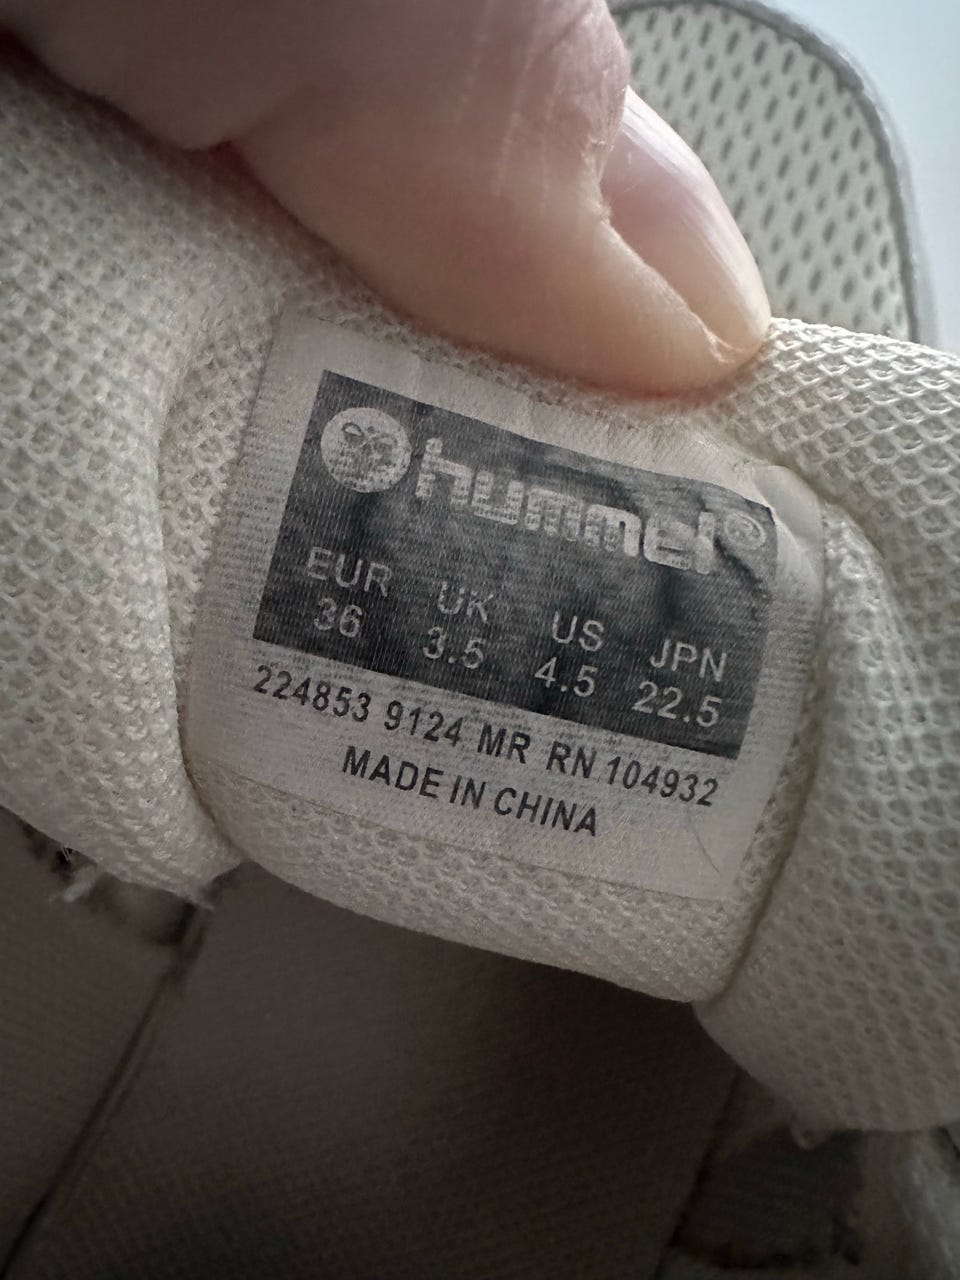 hummel®
EUR UK US JPN
36 3.5 4.5 22.5
224853 9124 MR RN 104932
MADE IN CHINA